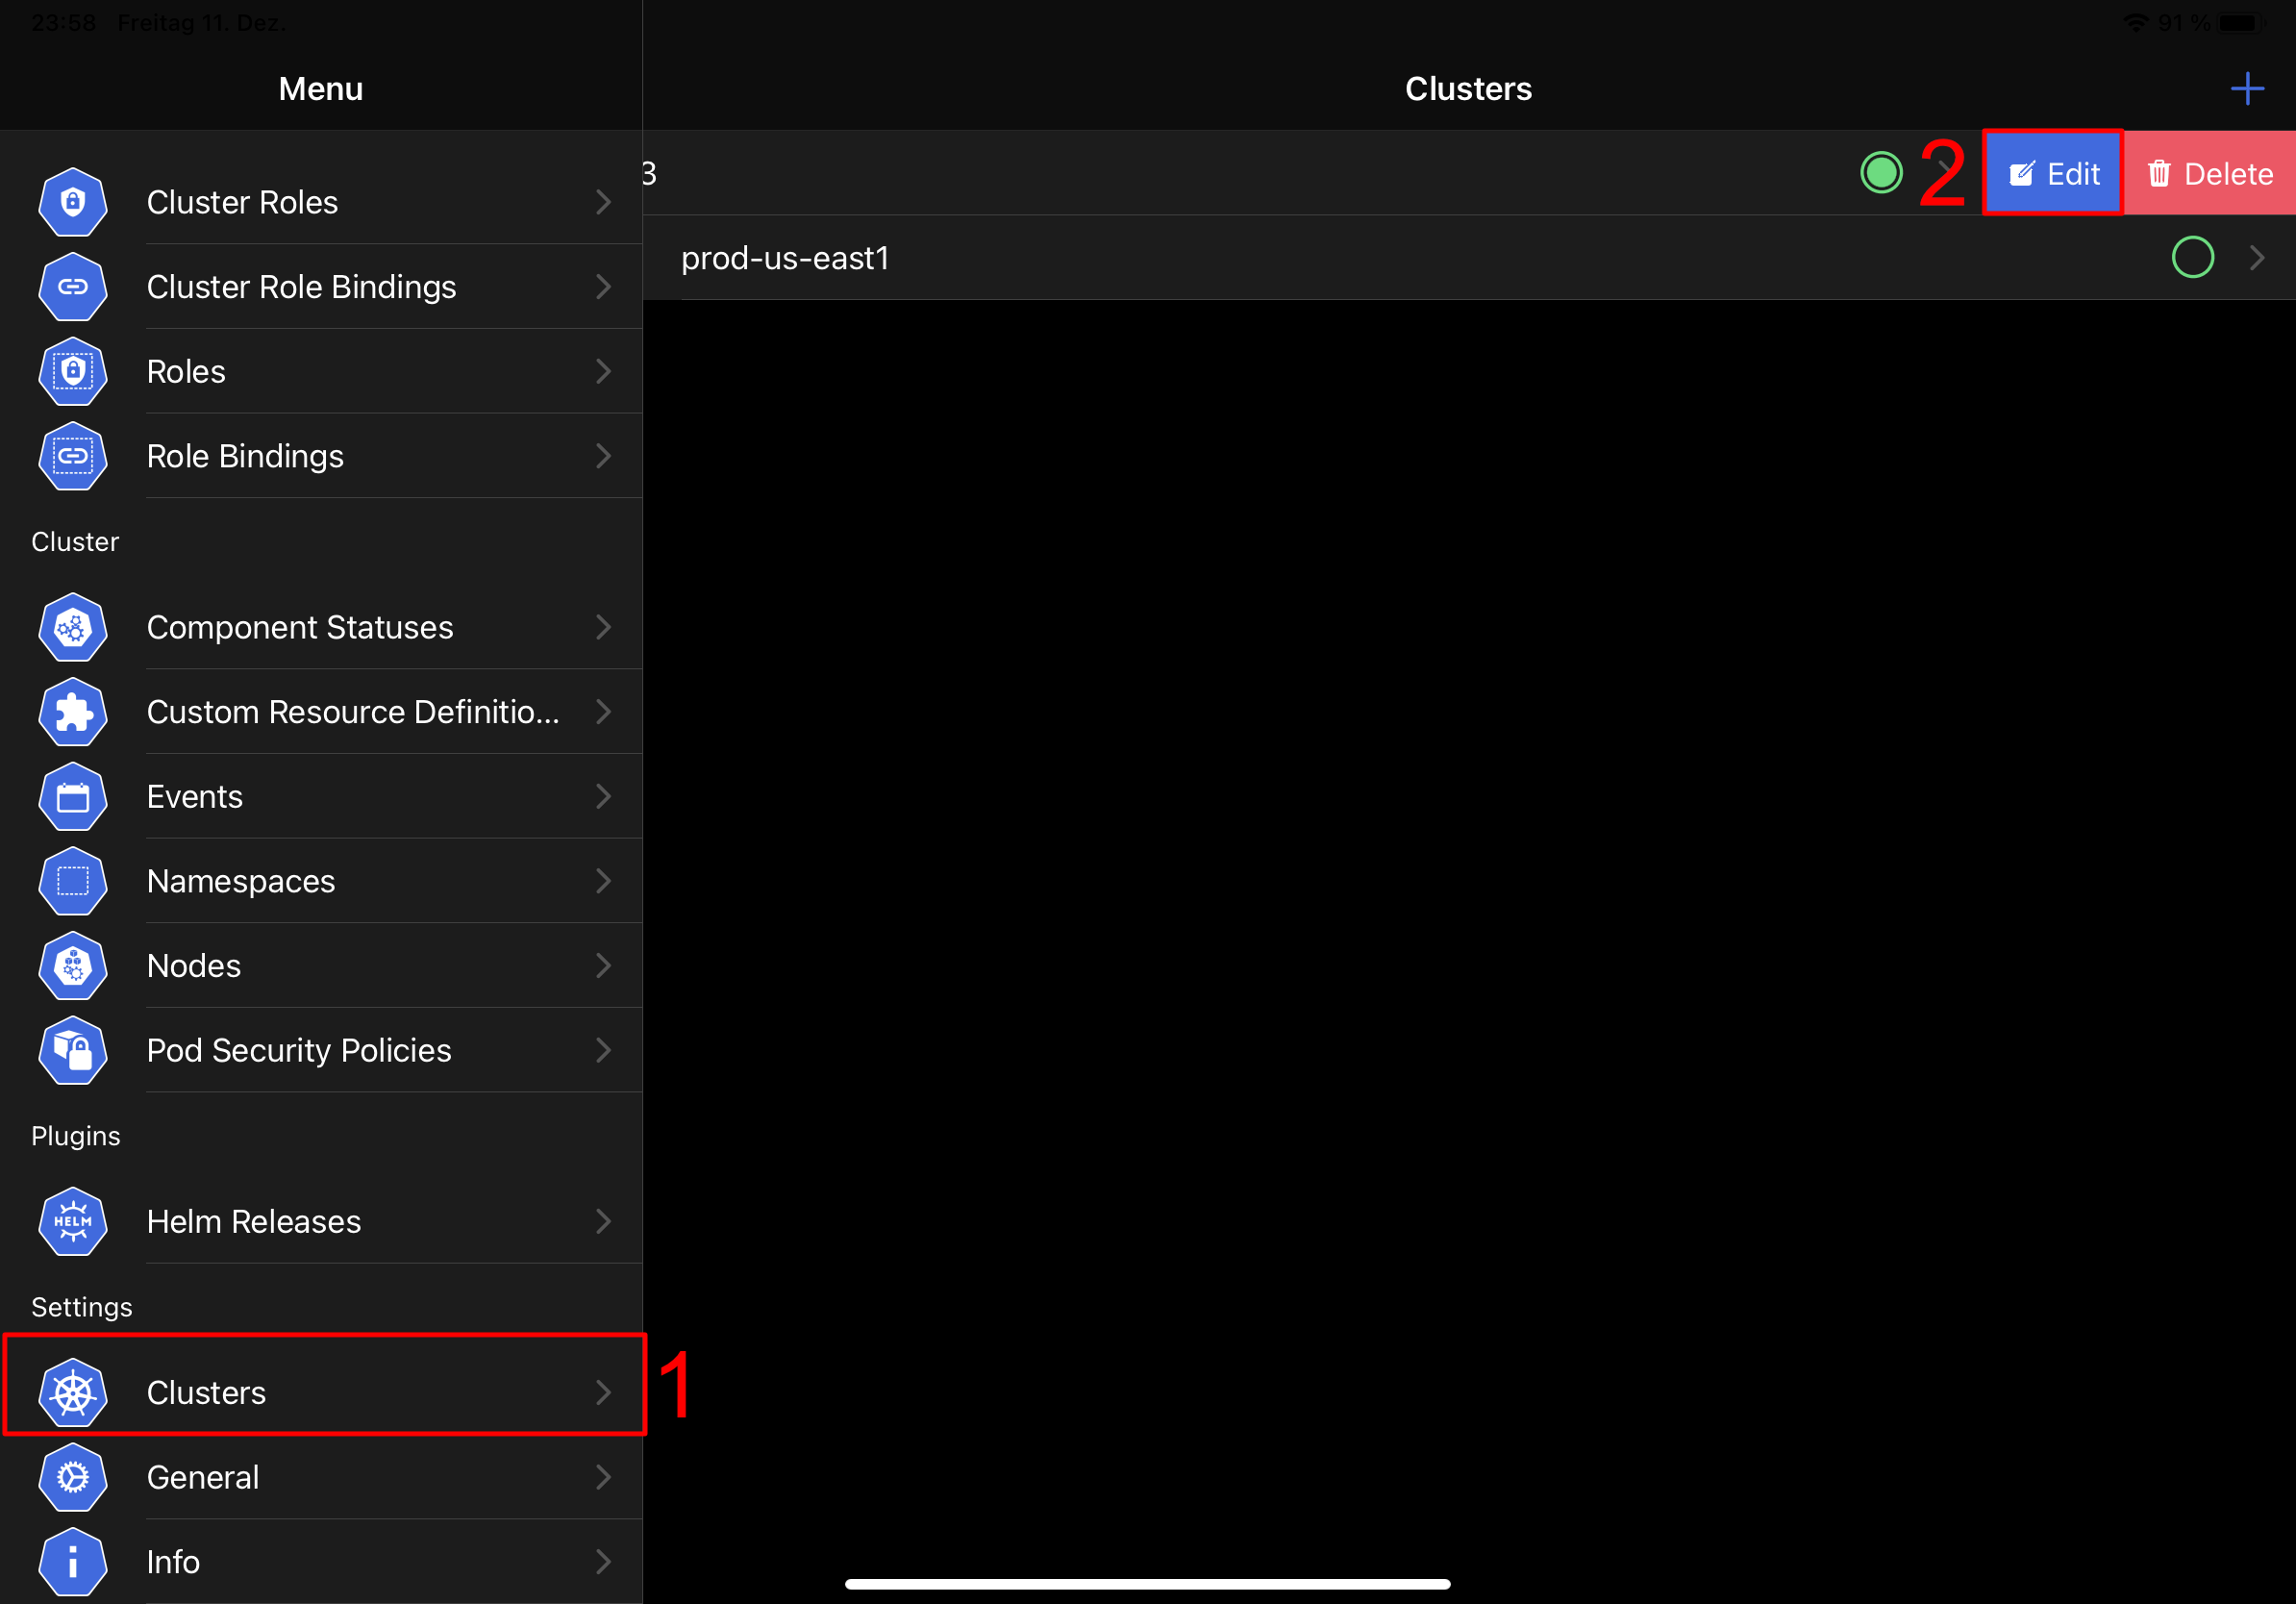 23:58 Freitag 11. Dez.
91 %
Menu
Clusters
Cluster Roles
Cluster Role Bindings
Roles
Role Bindings
Cluster
Component Statuses
Custom Resource Definitio...
Events
Namespaces
Nodes
Pod Security Policies
Plugins
HELM
Helm Releases
Settings
Clusters
1
General
Info
3
2
Edit
Delete
prod-us-east1